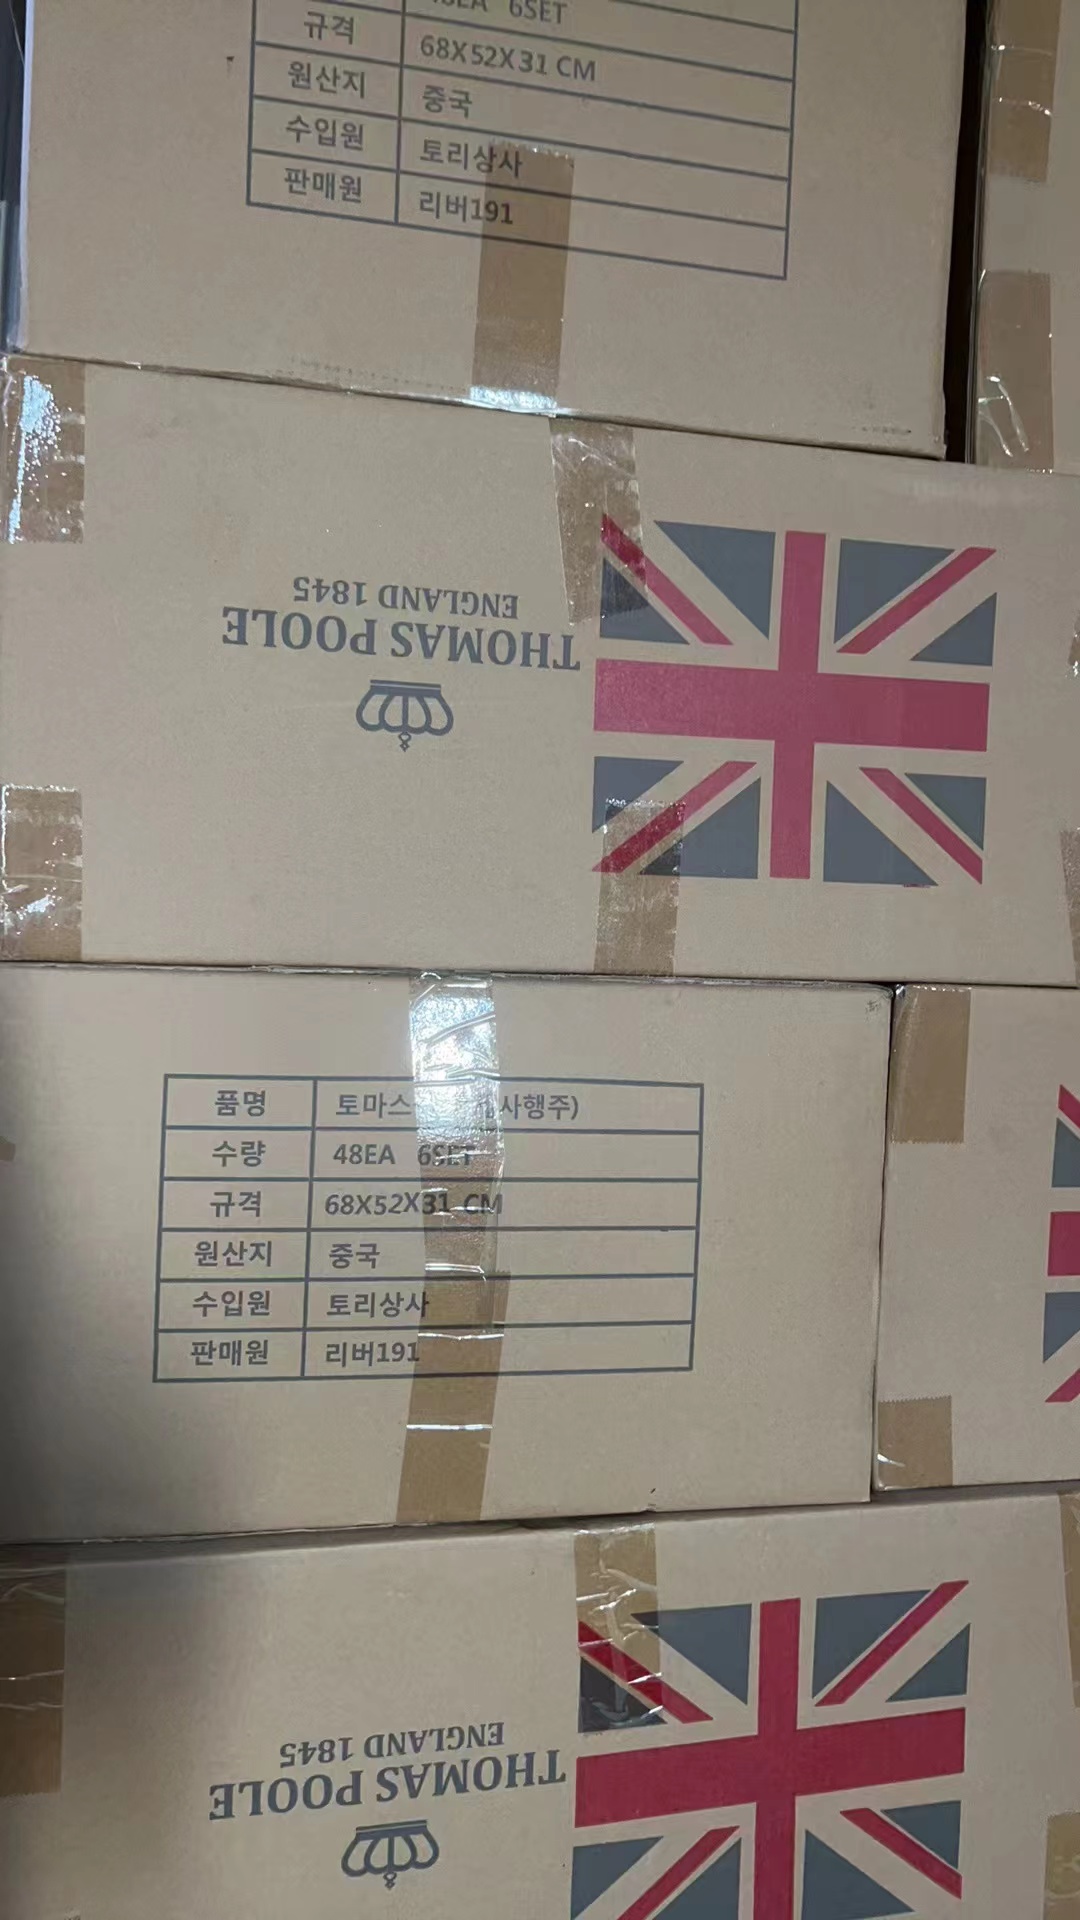 6SET
규격 68X52X31 CM
원산지 중국
수입원 토리상사
판매원 리버191
THOMAS POOLE
ENGLAND 1845
품명 토마스 사행주)
수량 48EA 6SET
규격 68X52X31 CM
원산지 중국
수입원 토리상사
판매원 리버191
THOMAS POOLE
ENGLAND 1845